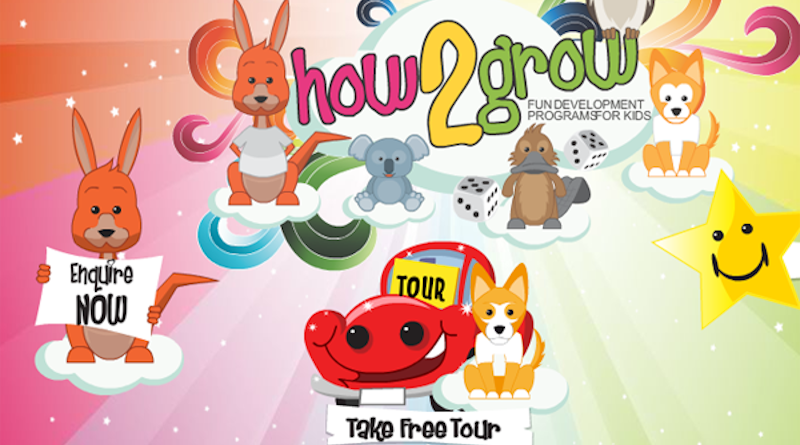 how2grow
FUN DEVELOPMENT
PROGRAMS FOR KIDS
Enquire
NOW
TOUR
Take Free Tour